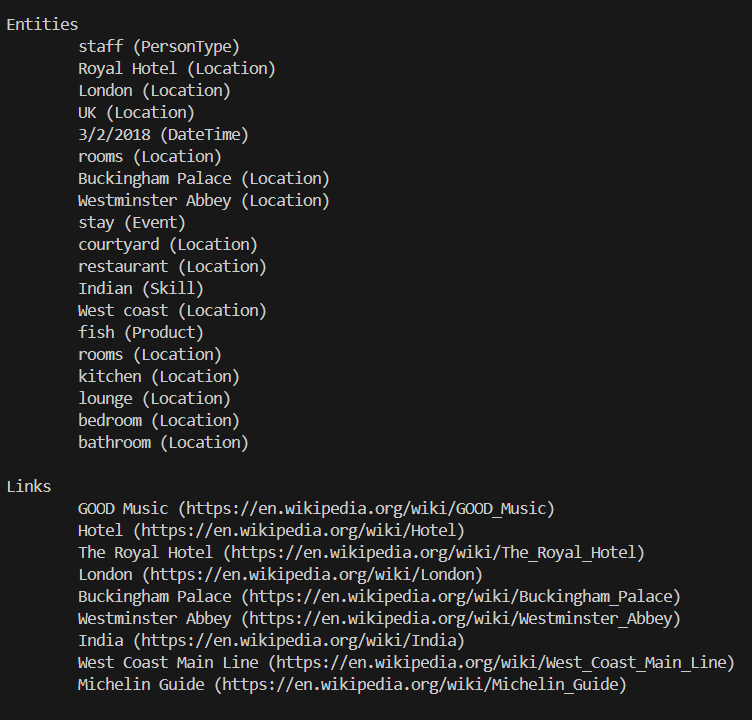 Entities
staff (PersonType)
Royal Hotel (Location)
London (Location)
UK (Location)
3/2/2018 (DateTime)
rooms (Location)
Buckingham Palace (Location)
Westminster Abbey (Location)
stay (Event)
courtyard (Location)
restaurant (Location)
Indian (Skill)
West coast (Location)
fish (Product)
rooms (Location)
kitchen (Location)
lounge (Location)
bedroom (Location)
bathroom (Location)
Links
GOOD Music (https://en.wikipedia.org/wiki/GOOD_Music)
Hotel (https://en.wikipedia.org/wiki/Hotel)
The Royal Hotel (https://en.wikipedia.org/wiki/The_Royal_Hotel)
London (https://en.wikipedia.org/wiki/London)
Buckingham Palace (https://en.wikipedia.org/wiki/Buckingham_Palace)
Westminster Abbey (https://en.wikipedia.org/wiki/Westminster_Abbey)
India (https://en.wikipedia.org/wiki/India)
West Coast Main Line (https://en.wikipedia.org/wiki/West_Coast_Main_Line)
Michelin Guide (https://en.wikipedia.org/wiki/Michelin_Guide)